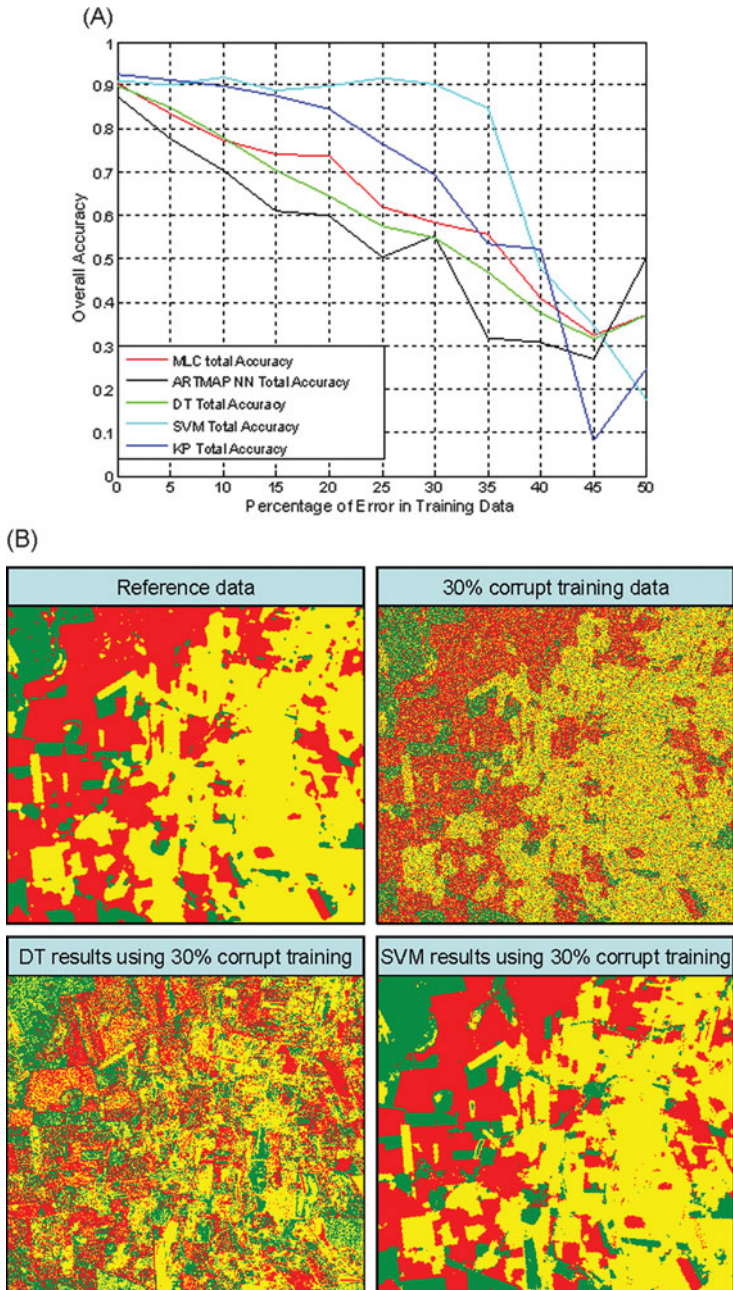 (A)
1
0.9
0.8
0.7
0.6
0.5
0.4
0.3
0.2
0.1
0
Overall Accuracy
MLC total Accuracy
ARTMAP NN Total Accuracy
DT Total Accuracy
SVM Total Accuracy
KP Total Accuracy
0 5 10 15 20 25 30 35 40 45 50
Percentage of Error in Training Data
(B)
Reference data
30% corrupt training data
DT results using 30% corrupt training
SVM results using 30% corrupt training